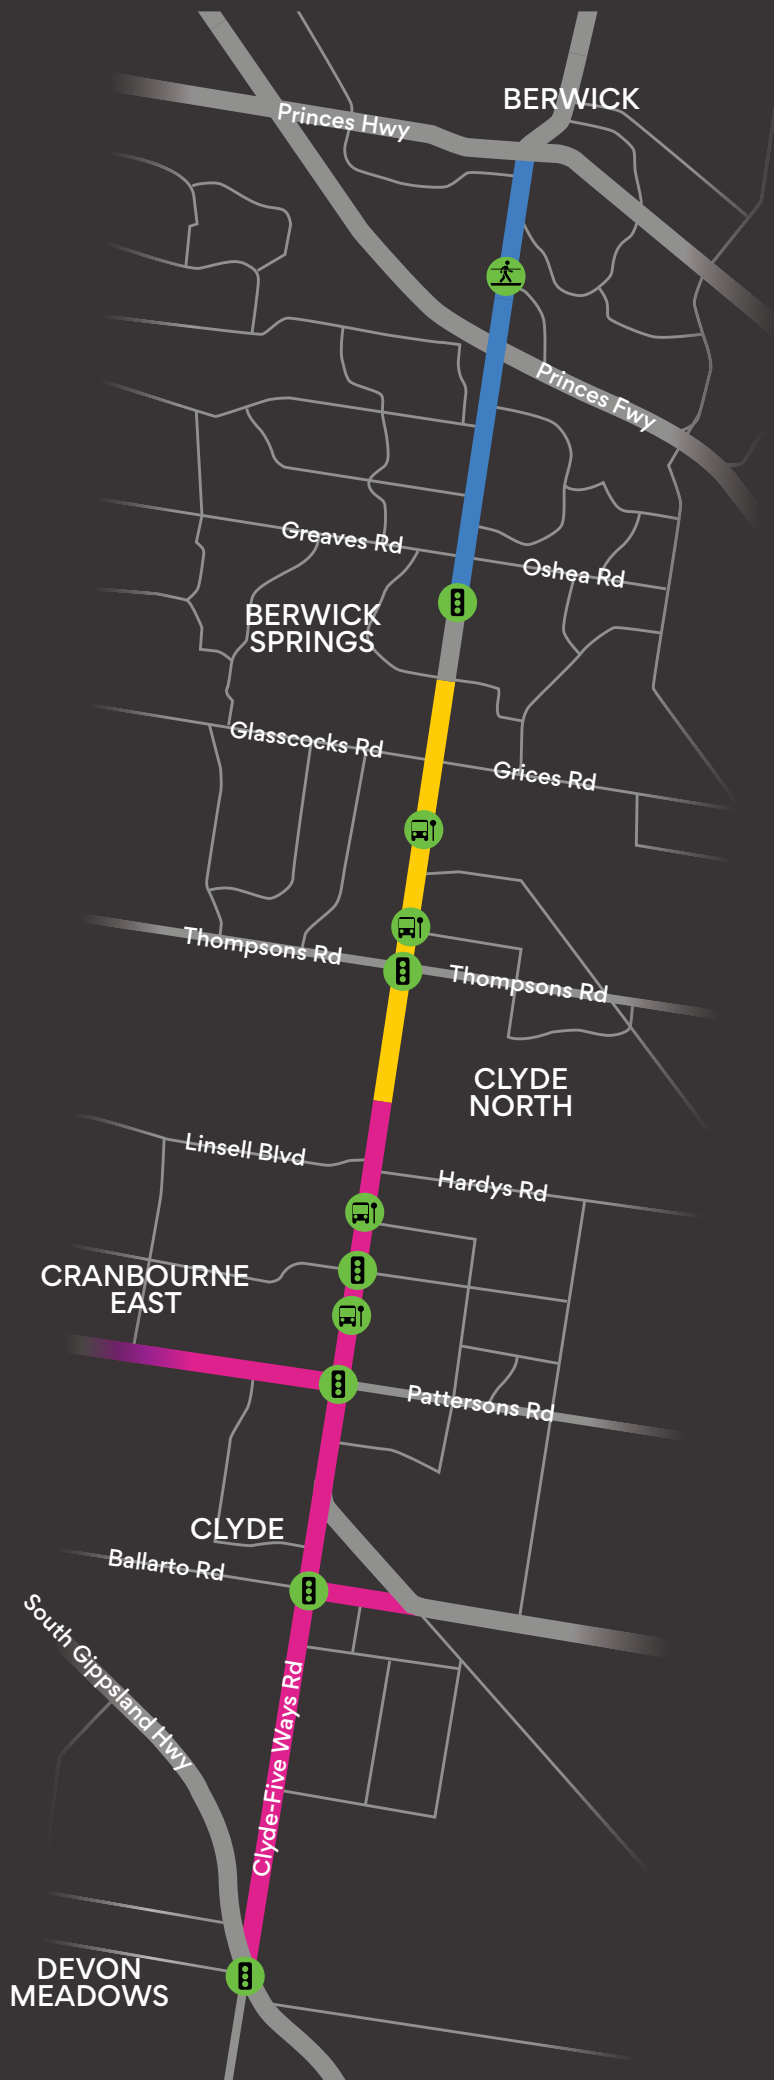 BERWICK
Princes Hwy
Princes Fwy
Greaves Rd
Oshea Rd
BERWICK
SPRINGS
Glasscocks Rd
Grices Rd
Thompsons Rd
Thompsons Rd
CLYDE
NORTH
Linsell Blvd
Hardys Rd
CRANBOURNE
EAST
Pattersons Rd
CLYDE
Ballarto Rd
South Gippsland Hwy
Clyde-Five Ways Rd
DEVON
MEADOWS